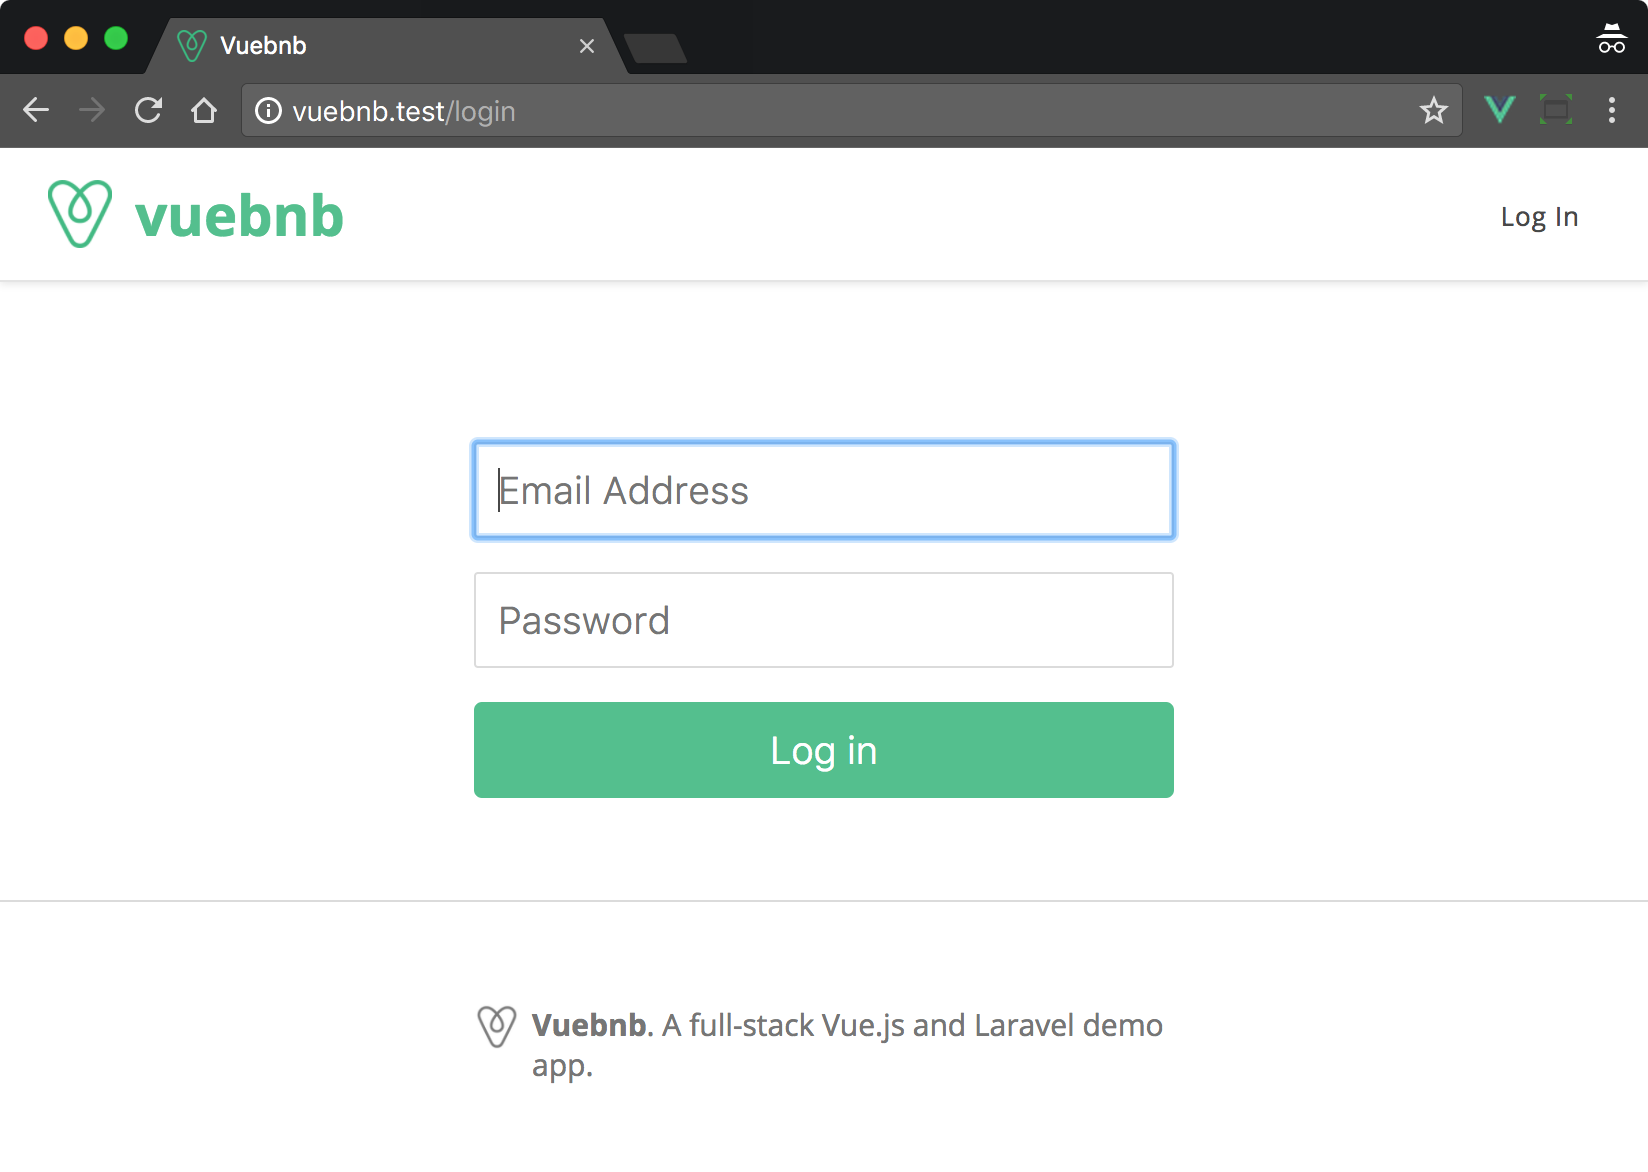 Vuebnb
vuebnb.test/login
vuebnb
Log In
Email Address
Password
Log in
Vuebnb. A full-stack Vue.js and Laravel demo
app.